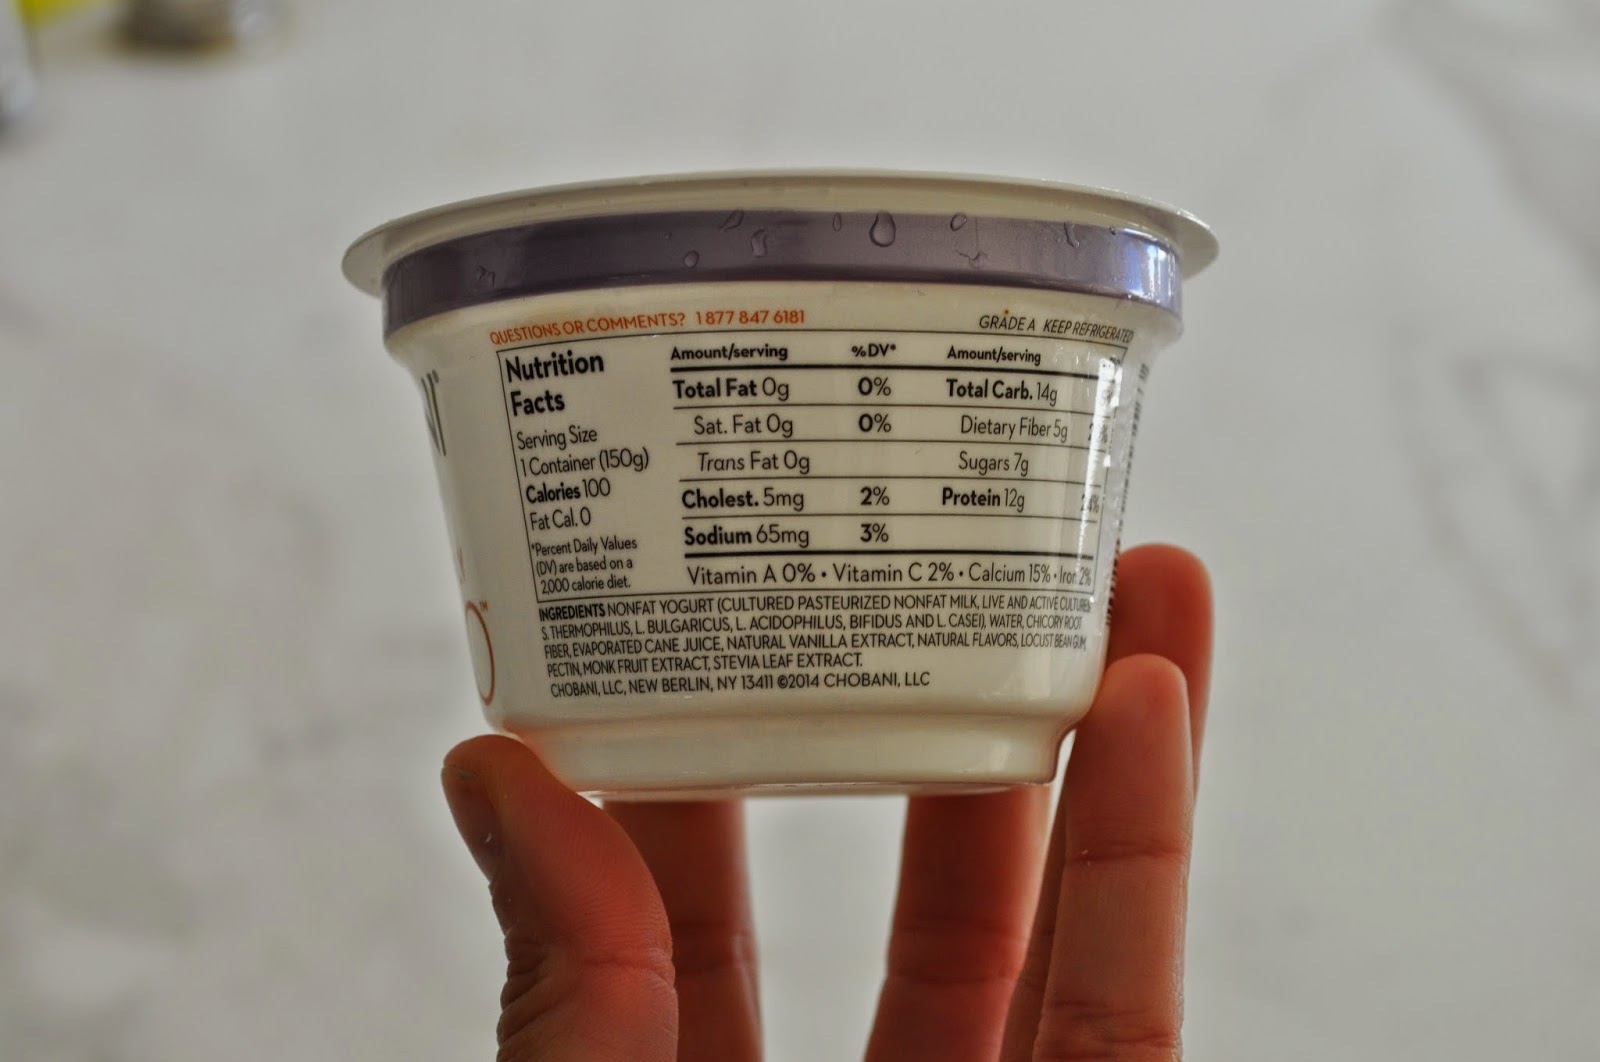 QUESTIONS OR COMMENTS? 1 877 847 6181
GRADE A KEEP REFRIGERATED
Nutrition
Facts
Serving Size
1 Container (150g)
Calories 100
Fat Cal. 0
*Percent Daily Values
(DV) are based on a
2,000 calorie diet.
Amount/serving %DV* Amount/serving
Total Fat 0g 0% Total Carb. 14g
Sat. Fat 0g 0% Dietary Fiber 5g
Trans Fat 0g Sugars 7g
Cholest. 5mg 2% Protein 12g
Sodium 65mg 3%
Vitamin A 0% • Vitamin C 2% • Calcium 15% • Iron 2%
INGREDIENTS NONFAT YOGURT (CULTURED PASTEURIZED NONFAT MILK, LIVE AND ACTIVE CULTURES:
S. THERMOPHILUS, L. BULGARICUS, L. ACIDOPHILUS, BIFIDUS AND L. CASEI), WATER, CHICORY ROOT
FIBER, EVAPORATED CANE JUICE, NATURAL VANILLA EXTRACT, NATURAL FLAVORS, LOCUST BEAN GUM,
PECTIN, MONK FRUIT EXTRACT, STEVIA LEAF EXTRACT.
CHOBANI, LLC, NEW BERLIN, NY 13411 ©2014 CHOBANI, LLC